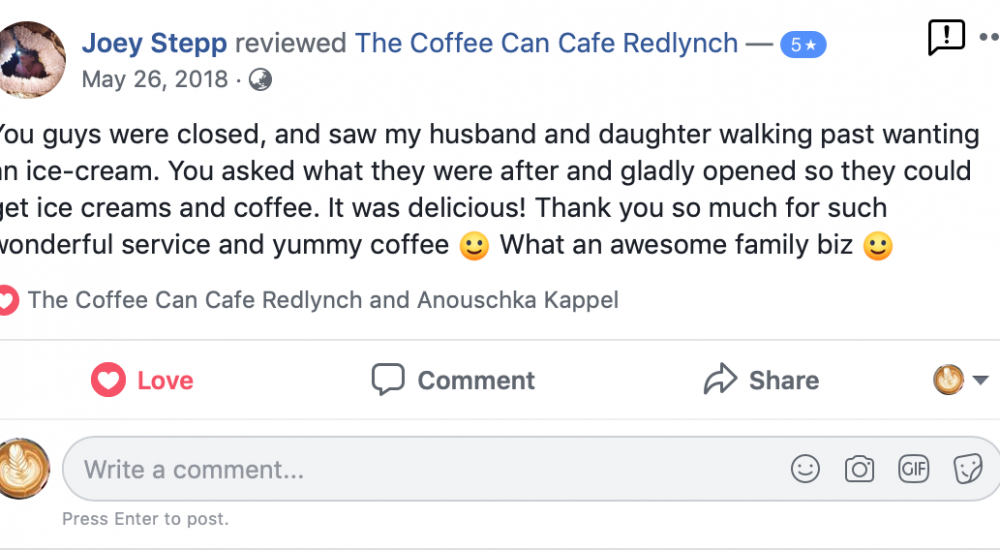 Joey Stepp reviewed The Coffee Can Cafe Redlynch — 5★
May 26, 2018 ·
You guys were closed, and saw my husband and daughter walking past wanting
an ice-cream. You asked what they were after and gladly opened so they could
get ice creams and coffee. It was delicious! Thank you so much for such
wonderful service and yummy coffee 🙂 What an awesome family biz 🙂
The Coffee Can Cafe Redlynch and Anouschka Kappel
Love Comment Share
Write a comment...
GIF
Press Enter to post.